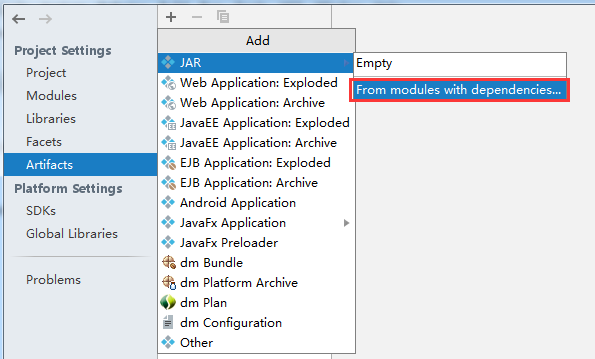 Project Settings
Project
Modules
Libraries
Facets
Artifacts
Platform Settings
SDKs
Global Libraries
Problems
Add
JAR
Web Application: Exploded
Web Application: Archive
JavaEE Application: Exploded
JavaEE Application: Archive
EJB Application: Exploded
EJB Application: Archive
Android Application
JavaFx Application
JavaFx Preloader
dm Bundle
dm Platform Archive
dm Plan
dm Configuration
Other
Empty
From modules with dependencies...